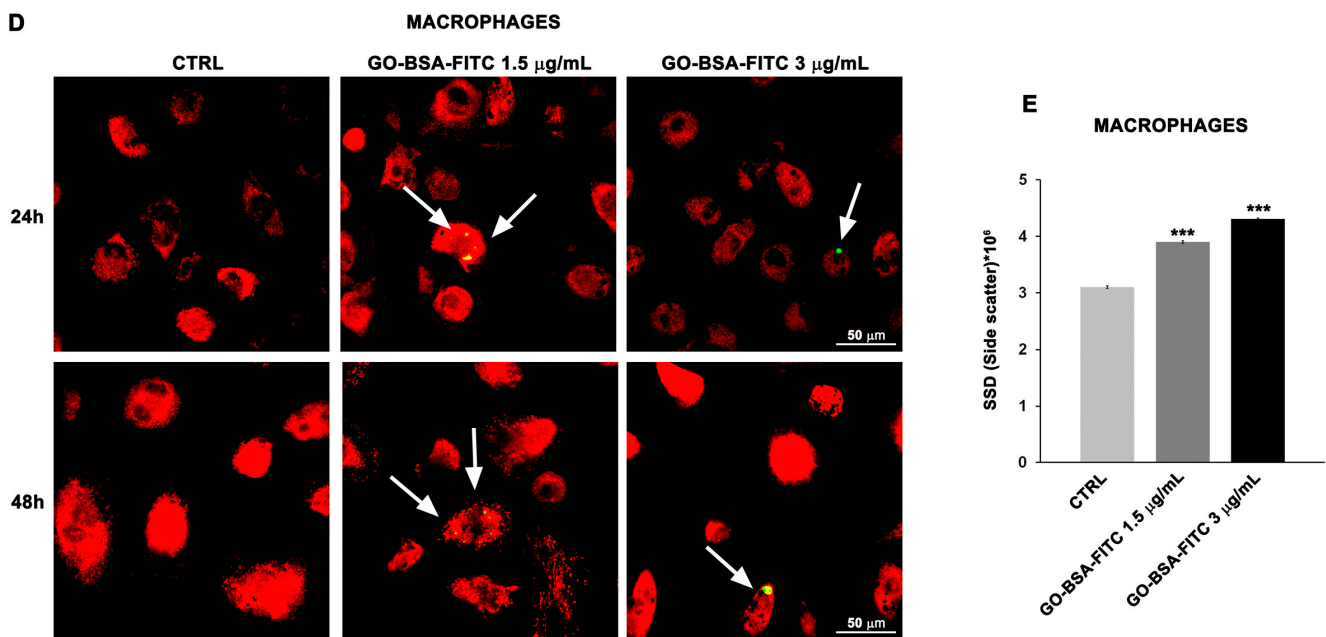 D
MACROPHAGES
CTRL
GO-BSA-FITC 1.5 μg/mL
GO-BSA-FITC 3 μg/mL
24h
50 μm
48h
50 μm
E
MACROPHAGES
SSD (Side scatter)*10⁶
5
4
3
2
1
0
***
***
CTRL
GO-BSA-FITC 1.5 μg/mL
GO-BSA-FITC 3 μg/mL